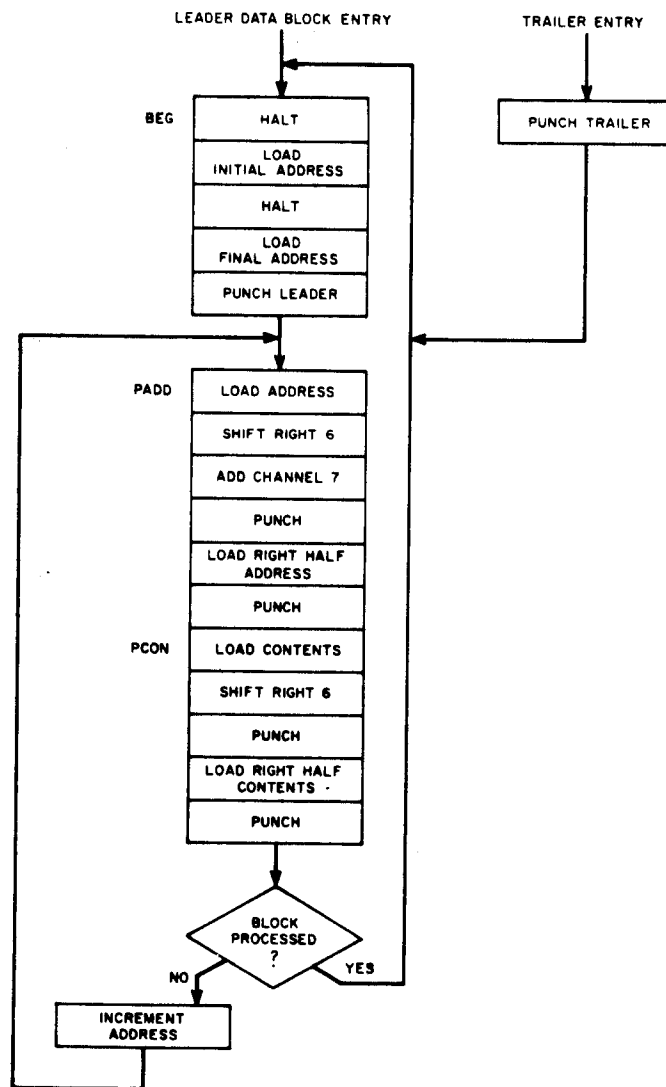 LEADER DATA BLOCK ENTRY
TRAILER ENTRY
BEG
HALT
PUNCH TRAILER
LOAD
INITIAL ADDRESS
HALT
LOAD
FINAL ADDRESS
PUNCH LEADER
PADD
LOAD ADDRESS
SHIFT RIGHT 6
ADD CHANNEL 7
PUNCH
LOAD RIGHT HALF
ADDRESS
PUNCH
PCON
LOAD CONTENTS
SHIFT RIGHT 6
PUNCH
LOAD RIGHT HALF
CONTENTS
PUNCH
BLOCK
PROCESSED
?
NO
YES
INCREMENT
ADDRESS